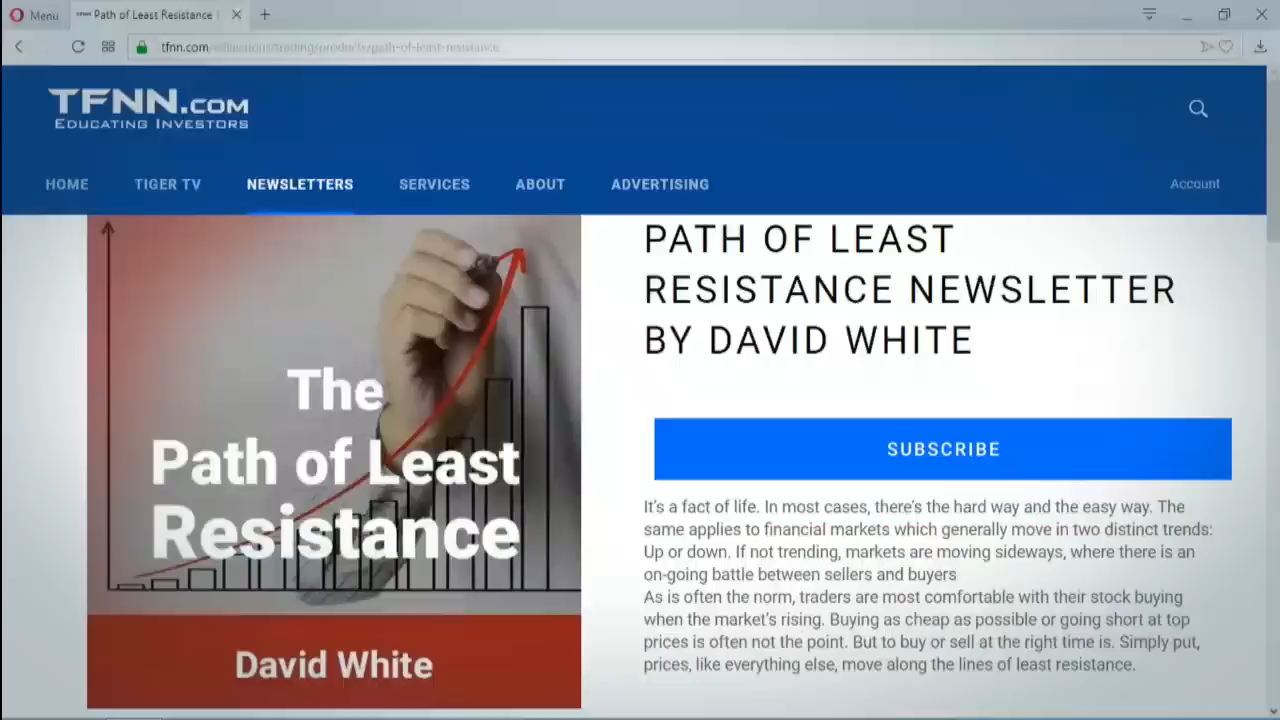 Menu
Path of Least Resistance
tfnn.com
TFNN.COM
EDUCATING INVESTORS
HOME
TIGER TV
NEWSLETTERS
SERVICES
ABOUT
ADVERTISING
Account
The
Path of Least
Resistance
David White
PATH OF LEAST
RESISTANCE NEWSLETTER
BY DAVID WHITE
SUBSCRIBE
It's a fact of life. In most cases, there's the hard way and the easy way. The
same applies to financial markets which generally move in two distinct trends:
Up or down. If not trending, markets are moving sideways, where there is an
on-going battle between sellers and buyers
As is often the norm, traders are most comfortable with their stock buying
when the market's rising. Buying as cheap as possible or going short at top
prices is often not the point. But to buy or sell at the right time is. Simply put,
prices, like everything else, move along the lines of least resistance.